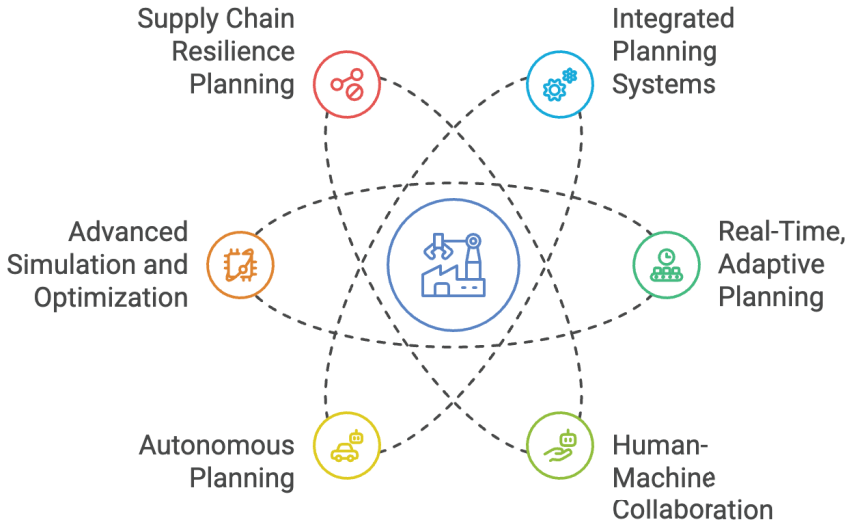 Supply Chain
Resilience
Planning
Integrated
Planning
Systems
Advanced
Simulation and
Optimization
Real-Time,
Adaptive
Planning
Autonomous
Planning
Human-
Machine
Collaboration